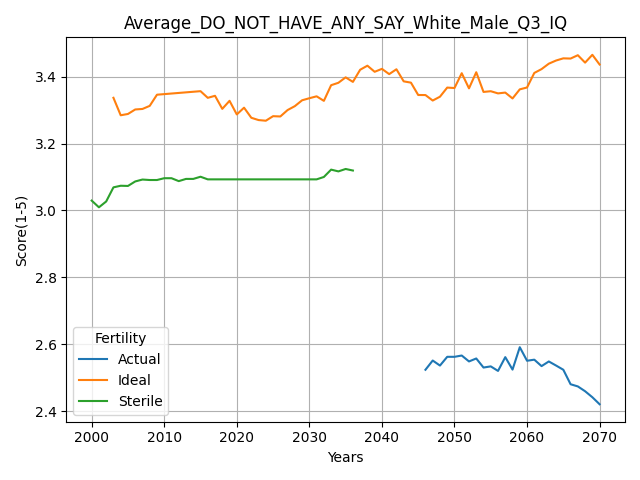 Average_DO_NOT_HAVE_ANY_SAY_White_Male_Q3_IQ
Score(1-5)
3.4
3.2
3.0
2.8
2.6
2.4
Fertility
Actual
Ideal
Sterile
2000 2010 2020 2030 2040 2050 2060 2070
Years